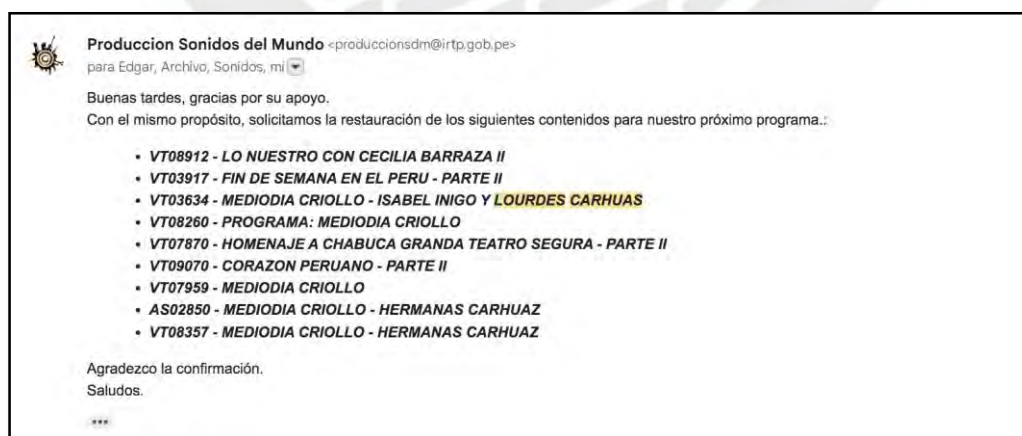 Produccion Sonidos del Mundo <produccionsdm@irtp.gob.pe>
para Edgar, Archivo, Sonidos, mi
Buenas tardes, gracias por su apoyo.
Con el mismo propósito, solicitamos la restauración de los siguientes contenidos para nuestro próximo programa.:
• VT08912 - LO NUESTRO CON CECILIA BARRAZA II
• VT03917 - FIN DE SEMANA EN EL PERU - PARTE II
• VT03634 - MEDIODIA CRIOLLO - ISABEL INIGO Y LOURDES CARHUAS
• VT08260 - PROGRAMA: MEDIODIA CRIOLLO
• VT07870 - HOMENAJE A CHABUCA GRANDA TEATRO SEGURA - PARTE II
• VT09070 - CORAZON PERUANO - PARTE II
• VT07959 - MEDIODIA CRIOLLO
• AS02850 - MEDIODIA CRIOLLO - HERMANAS CARHUAZ
• VT08357 - MEDIODIA CRIOLLO - HERMANAS CARHUAZ
Agradezco la confirmación.
Saludos.
•••